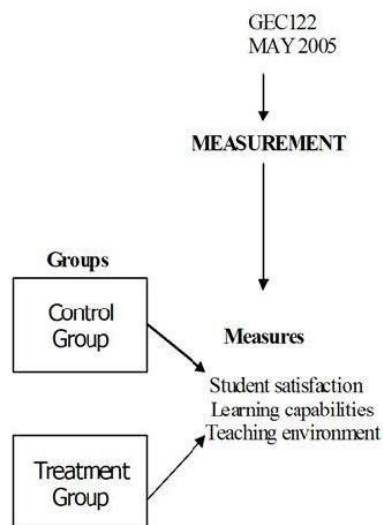 GEC122
MAY 2005
MEASUREMENT
Groups
Control
Group
Measures
Student satisfaction
Learning capabilities
Teaching environment
Treatment
Group